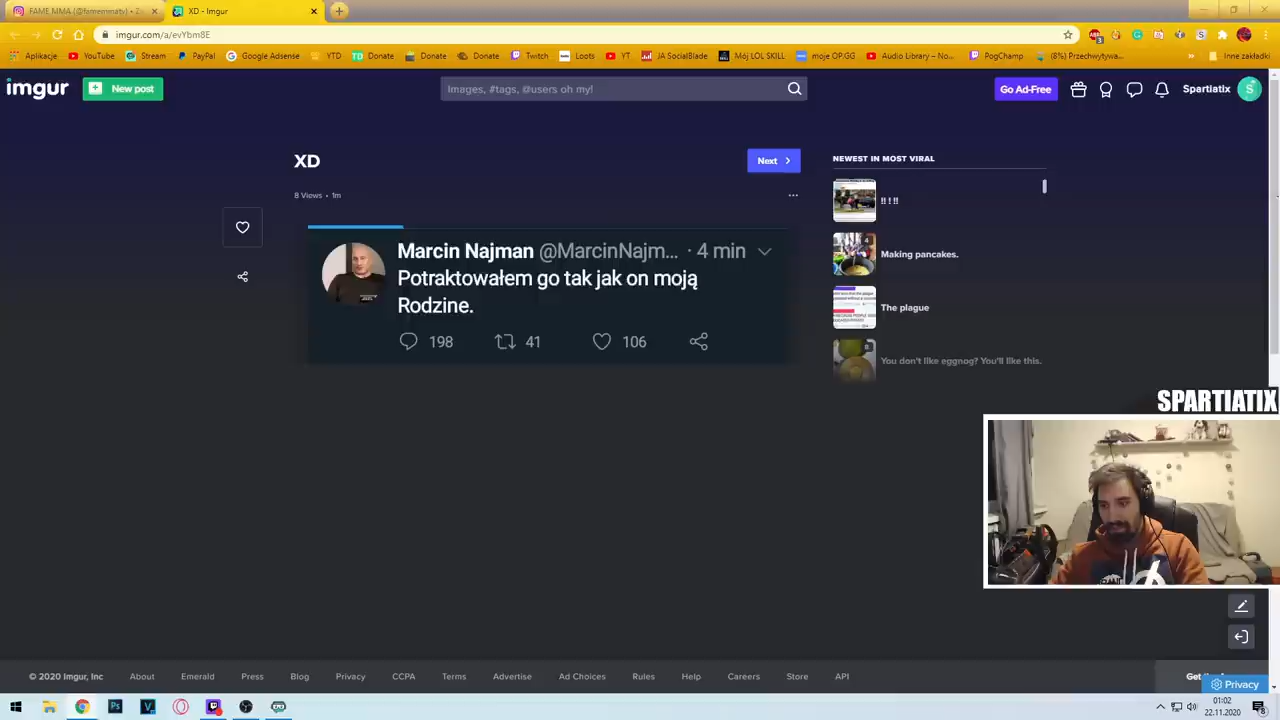 FAME MMA (@famemmatv) • Z
XD - Imgur
imgur.com/a/evYbm8E
Aplikacje
YouTube
Stream
PayPal
Google Adsense
YTD
Donate
Donate
Donate
Twitch
Loots
YT
JA SocialBlade
Mój LOL SKILL
moje OP.GG
Audio Library – No...
PogChamp
(8%) Przechwytywa...
Inne zakładki
imgur
New post
Images, #tags, @users oh my!
Go Ad-Free
Spartiatix
S
XD
Next
8 Views • 1m
NEWEST IN MOST VIRAL
!! ! !!
Making pancakes.
The plague
You don't like eggnog? You'll like this.
Marcin Najman @MarcinNajm... · 4 min
Potraktowałem go tak jak on moją
Rodzine.
198
41
106
SPARTIATIX
© 2020 Imgur, Inc
About
Emerald
Press
Blog
Privacy
CCPA
Terms
Advertise
Ad Choices
Rules
Help
Careers
Store
API
Privacy
01:02
22.11.2020